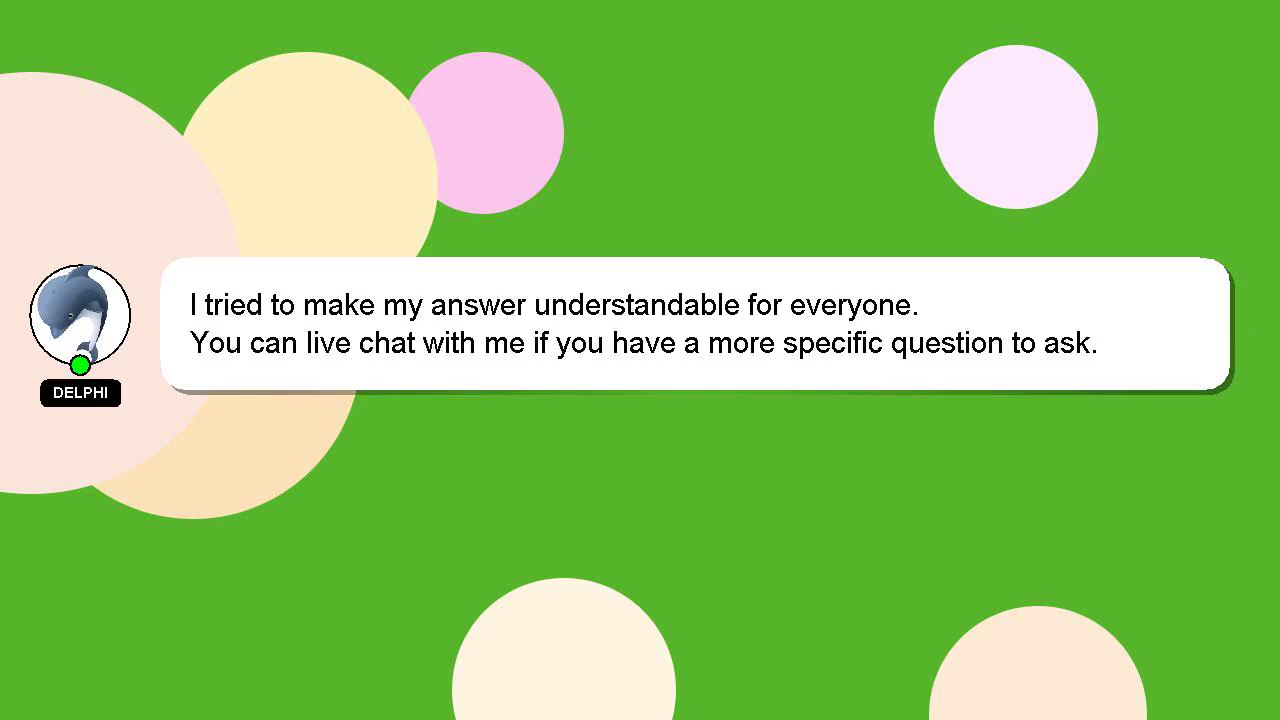 I tried to make my answer understandable for everyone.
You can live chat with me if you have a more specific question to ask.
DELPHI